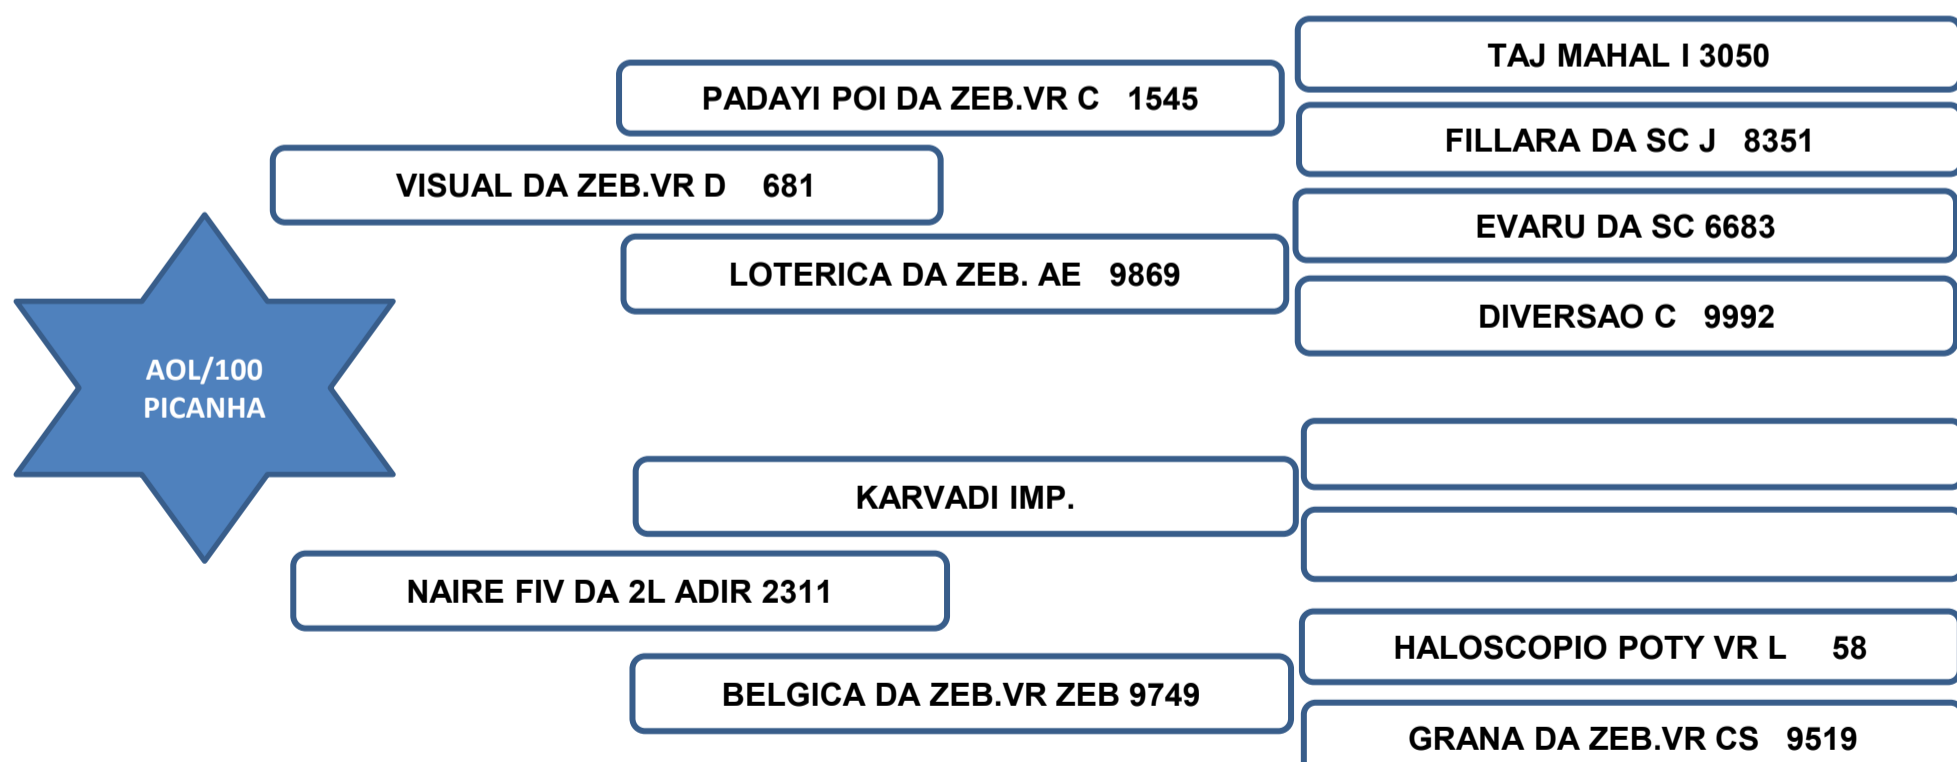 TAJ MAHAL I 3050
PADAYI POI DA ZEB.VR C 1545
FILLARA DA SC J 8351
VISUAL DA ZEB.VR D 681
EVARU DA SC 6683
LOTERICA DA ZEB. AE 9869
DIVERSAO C 9992
AOL/100
PICANHA
KARVADI IMP.
NAIRE FIV DA 2L ADIR 2311
HALOSCOPIO POTY VR L 58
BELGICA DA ZEB.VR ZEB 9749
GRANA DA ZEB.VR CS 9519